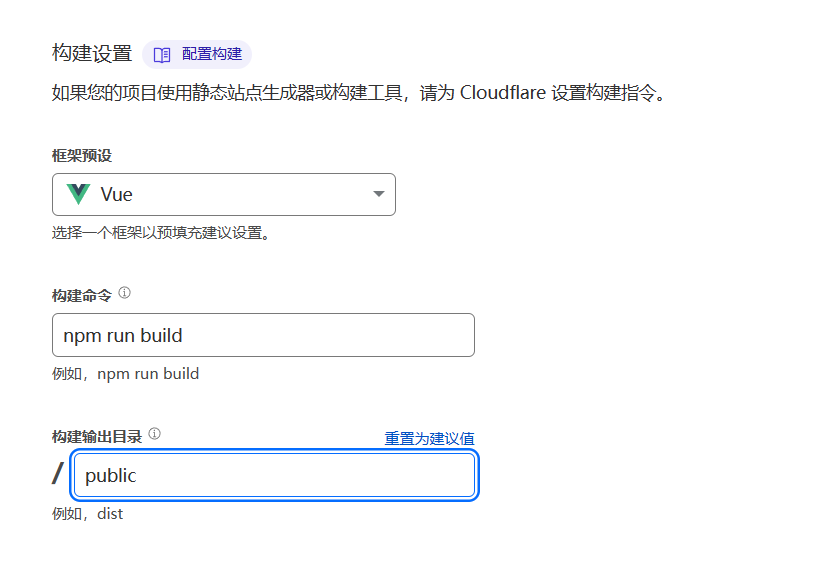 构建设置 配置构建
如果您的项目使用静态站点生成器或构建工具，请为 Cloudflare 设置构建指令。
框架预设
Vue
选择一个框架以预填充建议设置。
构建命令
npm run build
例如，npm run build
构建输出目录 重置为建议值
/ public
例如，dist